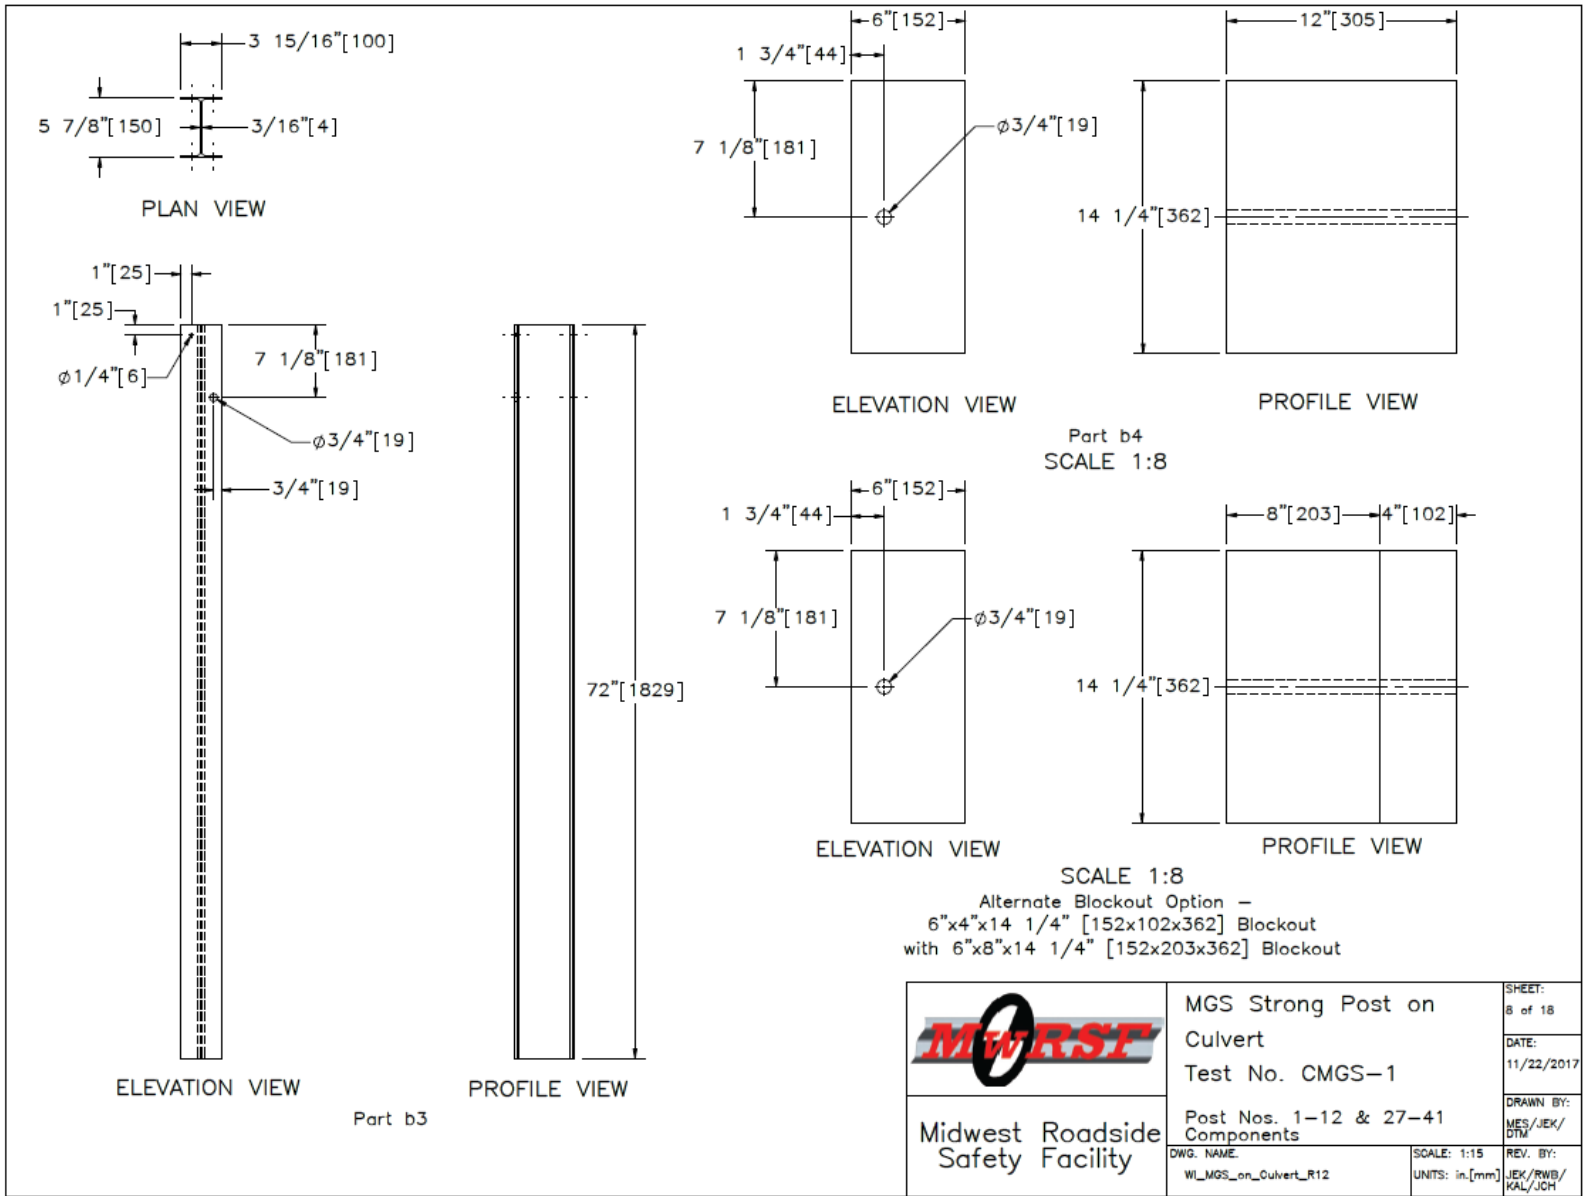 3 15/16"[100]
5 7/8"[150]
3/16"[4]
PLAN VIEW
1"[25]
1"[25]
7 1/8"[181]
⌀1/4"[6]
⌀3/4"[19]
3/4"[19]
72"[1829]
ELEVATION VIEW
PROFILE VIEW
Part b3
6"[152]
12"[305]
1 3/4"[44]
⌀3/4"[19]
7 1/8"[181]
14 1/4"[362]
ELEVATION VIEW
PROFILE VIEW
Part b4
SCALE 1:8
6"[152]
1 3/4"[44]
8"[203]
4"[102]
7 1/8"[181]
⌀3/4"[19]
14 1/4"[362]
ELEVATION VIEW
PROFILE VIEW
SCALE 1:8
Alternate Blockout Option –
6"x4"x14 1/4" [152x102x362] Blockout
with 6"x8"x14 1/4" [152x203x362] Blockout
MwRSF
Midwest Roadside
Safety Facility
MGS Strong Post on
Culvert
Test No. CMGS–1
Post Nos. 1–12 & 27–41
Components
SHEET:
8 of 18
DATE:
11/22/2017
DRAWN BY:
MES/JEK/
DTM
DWG. NAME.
WI_MGS_on_Culvert_R12
SCALE: 1:15
UNITS: in.[mm]
REV. BY:
JEK/RWB/
KAL/JCH